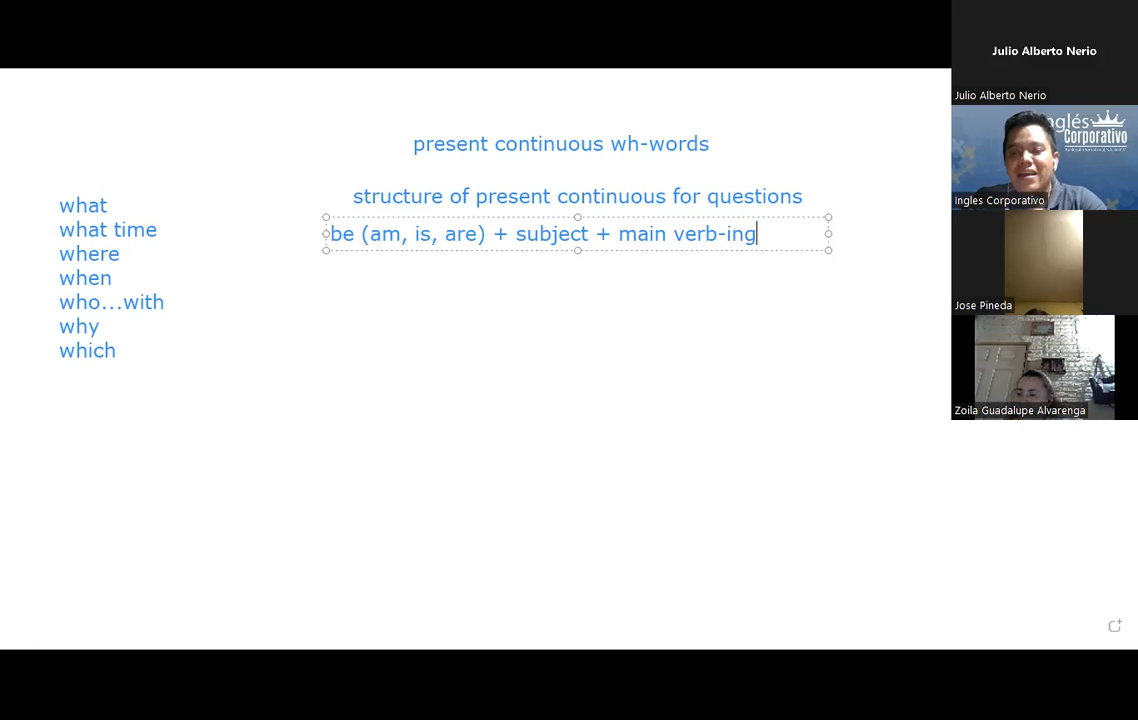 present continuous wh-words
structure of present continuous for questions
be (am, is, are) + subject + main verb-ing
what
what time
where
when
who...with
why
which
Julio Alberto Nerio
Julio Alberto Nerio
nglés
Corporativo
Ingles Corporativo
Jose Pineda
Zoila Guadalupe Alvarenga